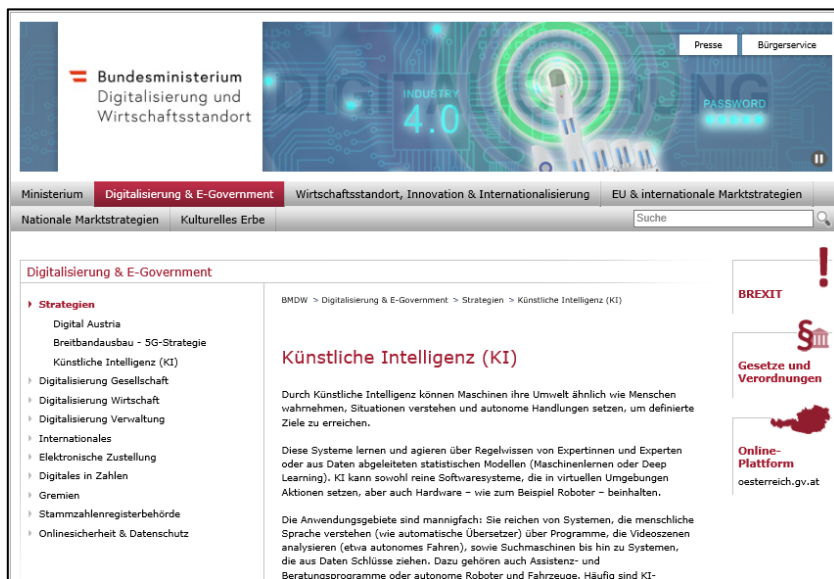 Presse
Bürgerservice
Bundesministerium
Digitalisierung und
Wirtschaftsstandort
DIGITALISIERUNG
INDUSTRY
4.0
PASSWORD
Ministerium
Digitalisierung & E-Government
Wirtschaftsstandort, Innovation & Internationalisierung
EU & internationale Marktstrategien
Nationale Marktstrategien
Kulturelles Erbe
Suche
Digitalisierung & E-Government
Strategien
Digital Austria
Breitbandausbau - 5G-Strategie
Künstliche Intelligenz (KI)
Digitalisierung Gesellschaft
Digitalisierung Wirtschaft
Digitalisierung Verwaltung
Internationales
Elektronische Zustellung
Digitales in Zahlen
Gremien
Stammzahlenregisterbehörde
Onlinesicherheit & Datenschutz
BMDW > Digitalisierung & E-Government > Strategien > Künstliche Intelligenz (KI)
Künstliche Intelligenz (KI)
Durch Künstliche Intelligenz können Maschinen ihre Umwelt ähnlich wie Menschen
wahrnehmen, Situationen verstehen und autonome Handlungen setzen, um definierte
Ziele zu erreichen.
Diese Systeme lernen und agieren über Regelwissen von Expertinnen und Experten
oder aus Daten abgeleiteten statistischen Modellen (Maschinenlernen oder Deep
Learning). KI kann sowohl reine Softwaresysteme, die in virtuellen Umgebungen
Aktionen setzen, aber auch Hardware – wie zum Beispiel Roboter – beinhalten.
Die Anwendungsgebiete sind mannigfach: Sie reichen von Systemen, die menschliche
Sprache verstehen (wie automatische Übersetzer) über Programme, die Videoszenen
analysieren (etwa autonomes Fahren), sowie Suchmaschinen bis hin zu Systemen,
die aus Daten Schlüsse ziehen. Dazu gehören auch Assistenz- und
Beratungsprogramme oder autonome Roboter und Fahrzeuge. Häufig sind KI-
BREXIT
§
Gesetze und
Verordnungen
Online-
Plattform
oesterreich.gv.at